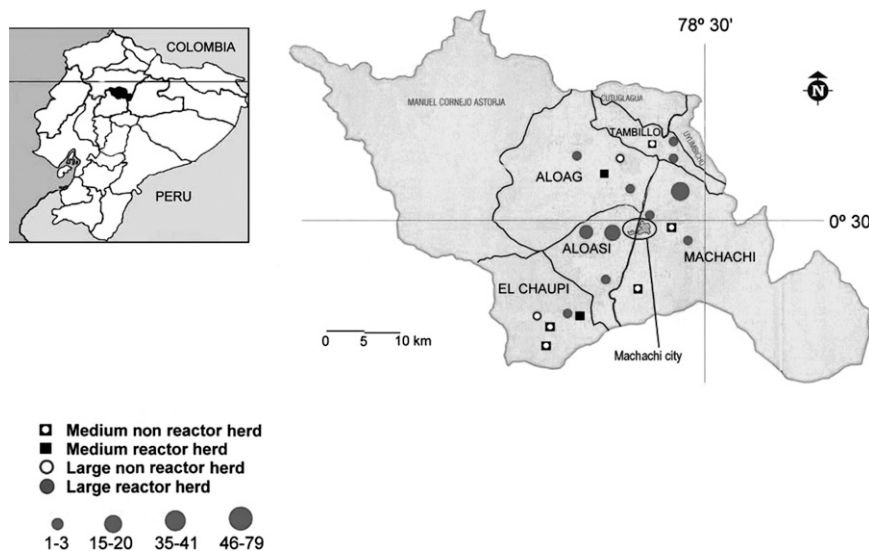 COLOMBIA
PERU
78º 30'
N
MANUEL CORNEJO ASTORJA
CUTUGLAGUA
TAMBILLO
UYUMBICHO
ALOAG
0º 30
ALOASI
MACHACHI
EL CHAUPI
0 5 10 km
Machachi city
Medium non reactor herd
Medium reactor herd
Large non reactor herd
Large reactor herd
1-3 15-20 35-41 46-79